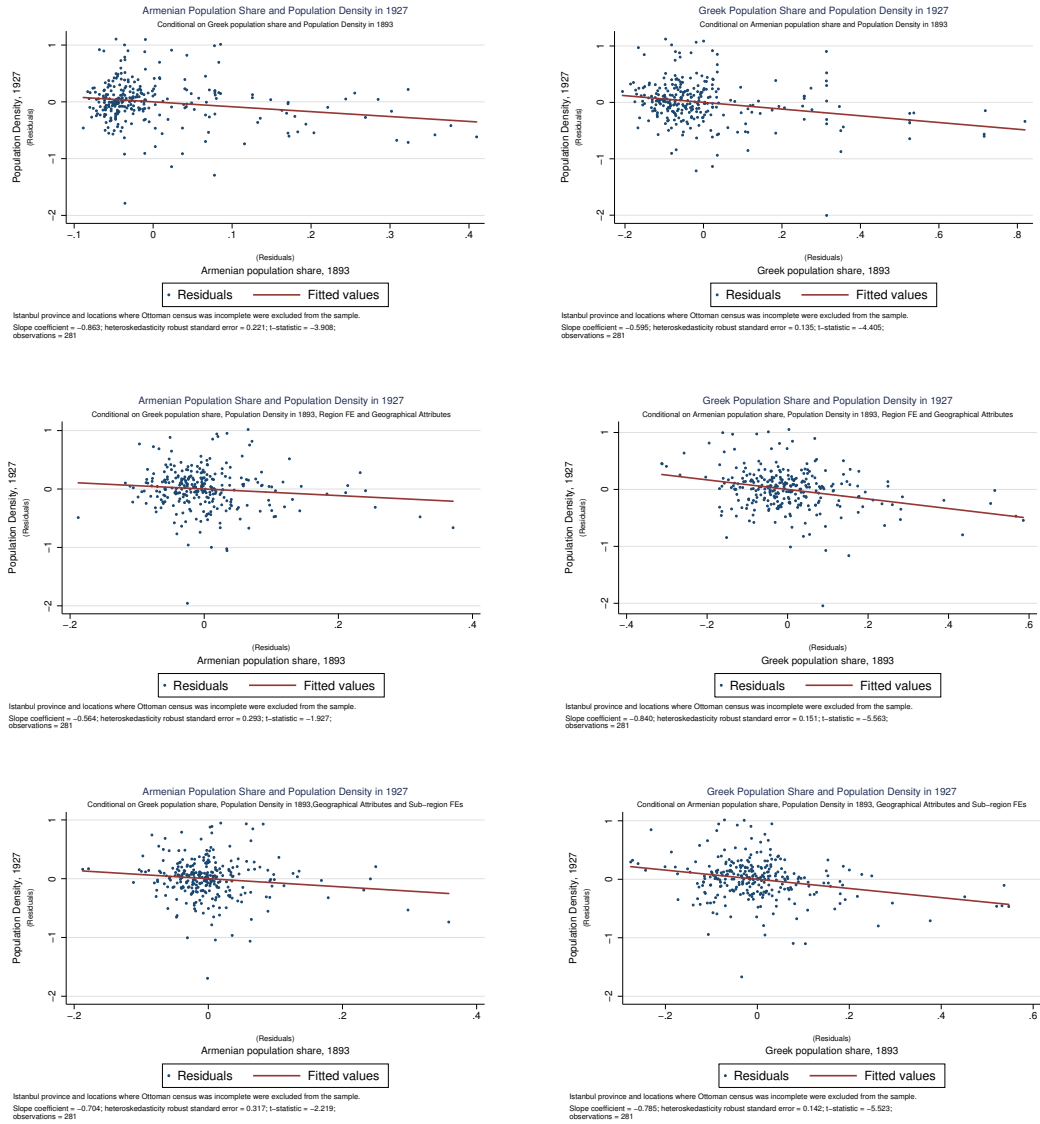 Armenian Population Share and Population Density in 1927
Conditional on Greek population share and Population Density in 1893
Population Density, 1927
(Residuals)
1
0
−1
−2
−.1
0
.1
.2
.3
.4
(Residuals)
Armenian population share, 1893
Residuals
Fitted values
Istanbul province and locations where Ottoman census was incomplete were excluded from the sample.
Slope coefficient = −0.863; heteroskedasticity robust standard error = 0.221; t−statistic = −3.908;
observations = 281
Greek Population Share and Population Density in 1927
Conditional on Armenian population share and Population Density in 1893
Population Density, 1927
(Residuals)
1
0
−1
−2
−.2
0
.2
.4
.6
.8
(Residuals)
Greek population share, 1893
Residuals
Fitted values
Istanbul province and locations where Ottoman census was incomplete were excluded from the sample.
Slope coefficient = −0.595; heteroskedasticity robust standard error = 0.135; t−statistic = −4.405;
observations = 281
Armenian Population Share and Population Density in 1927
Conditional on Greek population share, Population Density in 1893, Region FE and Geographical Attributes
Population Density, 1927
(Residuals)
1
0
−1
−2
−.2
0
.2
.4
(Residuals)
Armenian population share, 1893
Residuals
Fitted values
Istanbul province and locations where Ottoman census was incomplete were excluded from the sample.
Slope coefficient = −0.564; heteroskedasticity robust standard error = 0.293; t−statistic = −1.927;
observations = 281
Greek Population Share and Population Density in 1927
Conditional on Armenian population share, Population Density in 1893, Region FE and Geographical Attributes
Population Density, 1927
(Residuals)
1
0
−1
−2
−.4
−.2
0
.2
.4
.6
(Residuals)
Greek population share, 1893
Residuals
Fitted values
Istanbul province and locations where Ottoman census was incomplete were excluded from the sample.
Slope coefficient = −0.840; heteroskedasticity robust standard error = 0.151; t−statistic = −5.563;
observations = 281
Armenian Population Share and Population Density in 1927
Conditional on Greek population share, Population Density in 1893,Geographical Attributes and Sub−region FEs
Population Density, 1927
(Residuals)
1
0
−1
−2
−.2
0
.2
.4
(Residuals)
Armenian population share, 1893
Residuals
Fitted values
Istanbul province and locations where Ottoman census was incomplete were excluded from the sample.
Slope coefficient = −0.704; heteroskedasticity robust standard error = 0.317; t−statistic = −2.219;
observations = 281
Greek Population Share and Population Density in 1927
Conditional on Armenian population share, Population Density in 1893, Geographical Attributes and Sub−region FEs
Population Density, 1927
(Residuals)
1
0
−1
−2
−.2
0
.2
.4
.6
(Residuals)
Greek population share, 1893
Residuals
Fitted values
Istanbul province and locations where Ottoman census was incomplete were excluded from the sample.
Slope coefficient = −0.785; heteroskedasticity robust standard error = 0.142; t−statistic = −5.523;
observations = 281